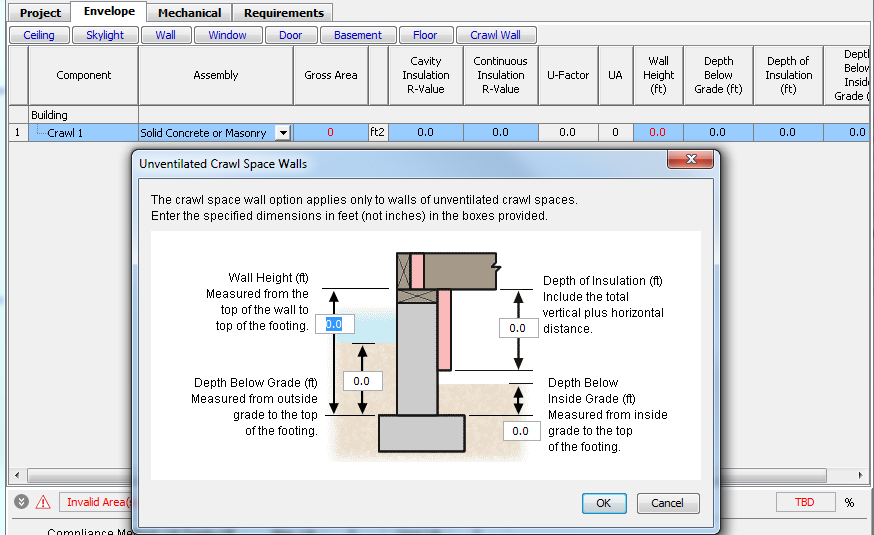 Project Envelope Mechanical Requirements
Ceiling Skylight Wall Window Door Basement Floor Crawl Wall
Component
Assembly
Gross Area
Cavity
Insulation
R-Value
Continuous
Insulation
R-Value
U-Factor
UA
Wall
Height
(ft)
Depth
Below
Grade (ft)
Depth of
Insulation
(ft)
Below
Grade
Building
1 Crawl 1 Solid Concrete or Masonry 0 ft2 0.0 0.0 0.0 0 0.0 0.0 0.0 0.0
Unventilated Crawl Space Walls
X
The crawl space wall option applies only to walls of unventilated crawl spaces.
Enter the specified dimensions in feet (not inches) in the boxes provided.
Wall Height (ft)
Measured from the
top of the wall to
top of the footing.
0.0
Depth Below Grade (ft)
Measured from outside
grade to the top
of the footing.
0.0
Depth of Insulation (ft)
Include the total
vertical plus horizontal
distance.
0.0
Depth Below
Inside Grade (ft)
Measured from inside
grade to the top
of the footing.
0.0
OK Cancel
Invalid Area(
TBD %
Compliance